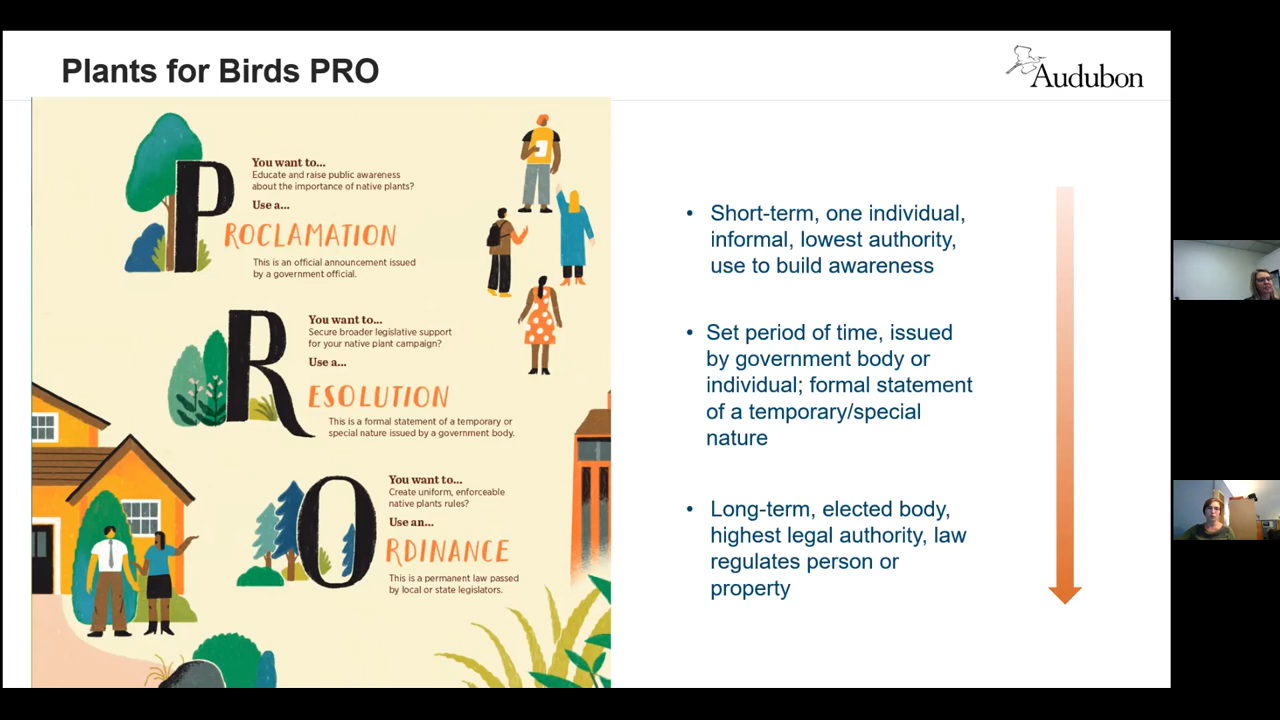 Plants for Birds PRO
Audubon
You want to...
Educate and raise public awareness
about the importance of native plants?
Use a...
PROCLAMATION
This is an official announcement issued
by a government official.
You want to...
Secure broader legislative support
for your native plant campaign?
Use a...
RESOLUTION
This is a formal statement of a temporary or
special nature issued by a government body.
You want to...
Create uniform, enforceable
native plants rules?
Use an...
ORDINANCE
This is a permanent law passed
by local or state legislators.
• Short-term, one individual,
informal, lowest authority,
use to build awareness
• Set period of time, issued
by government body or
individual; formal statement
of a temporary/special
nature
• Long-term, elected body,
highest legal authority, law
regulates person or
property